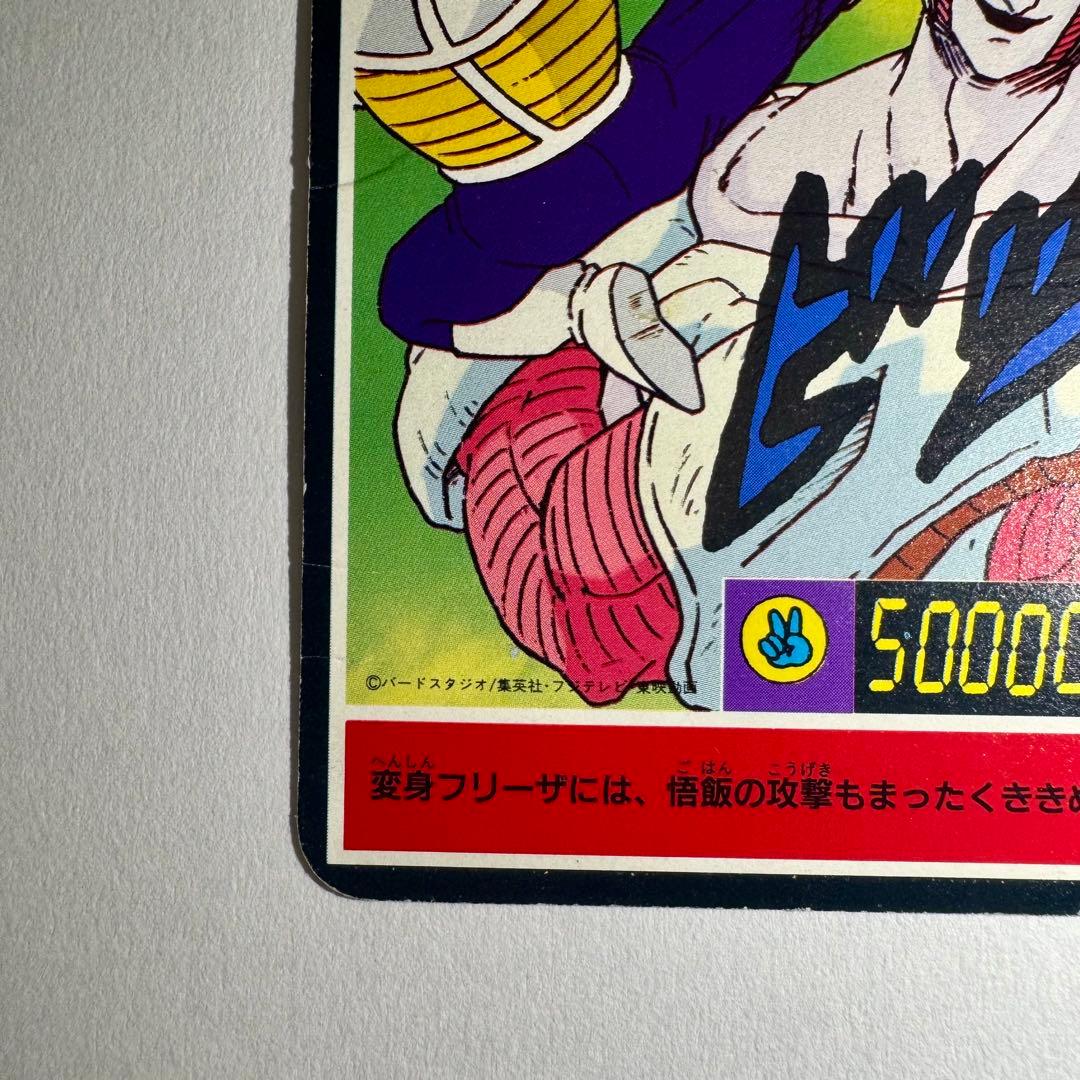 ビッ
50000
©バードスタジオ/集英社・フジテレビ・東映動画
へんしん ごはん こうげき
変身フリーザには、悟飯の攻撃もまったくききめ